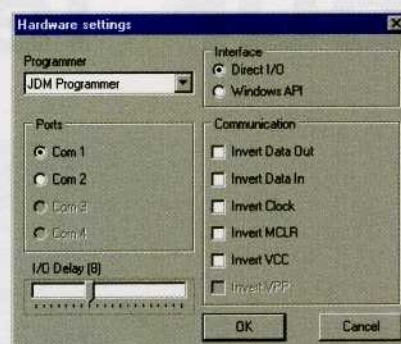 Hardware settings
Programmer
JDM Programmer
Interface
Direct I/O
Windows API
Ports
Com 1
Com 2
Com 3
Com 4
I/O Delay (8)
Communication
Invert Data Out
Invert Data In
Invert Clock
Invert MCLR
Invert VCC
Invert VPP
OK
Cancel